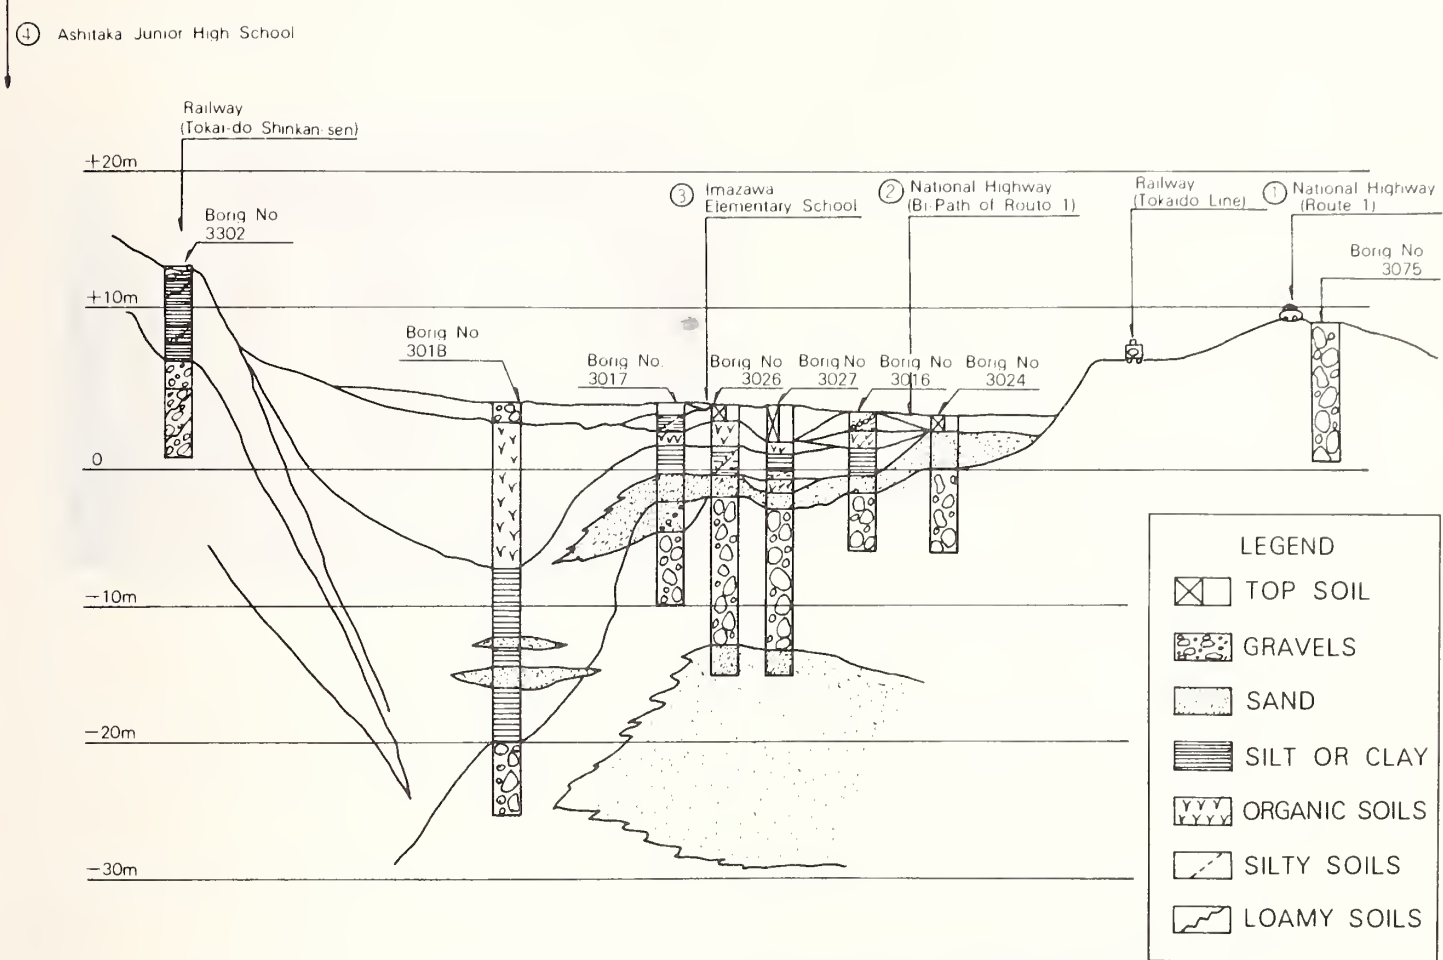 ④ Ashitaka Junior High School
Railway
(Tokai-do Shinkan-sen)
+20m
Borig No
3302
③ Imazawa
Elementary School
② National Highway
(Bi-Path of Routo 1)
Railway
(Tokaido Line)
① National Highway
(Route 1)
Borig No
3075
+10m
Borig No
3018
Borig No.
3017
Borig No
3026
Borig No
3027
Borig No
3016
Borig No
3024
0
-10m
-20m
-30m
LEGEND
TOP SOIL
GRAVELS
SAND
SILT OR CLAY
ORGANIC SOILS
SILTY SOILS
LOAMY SOILS